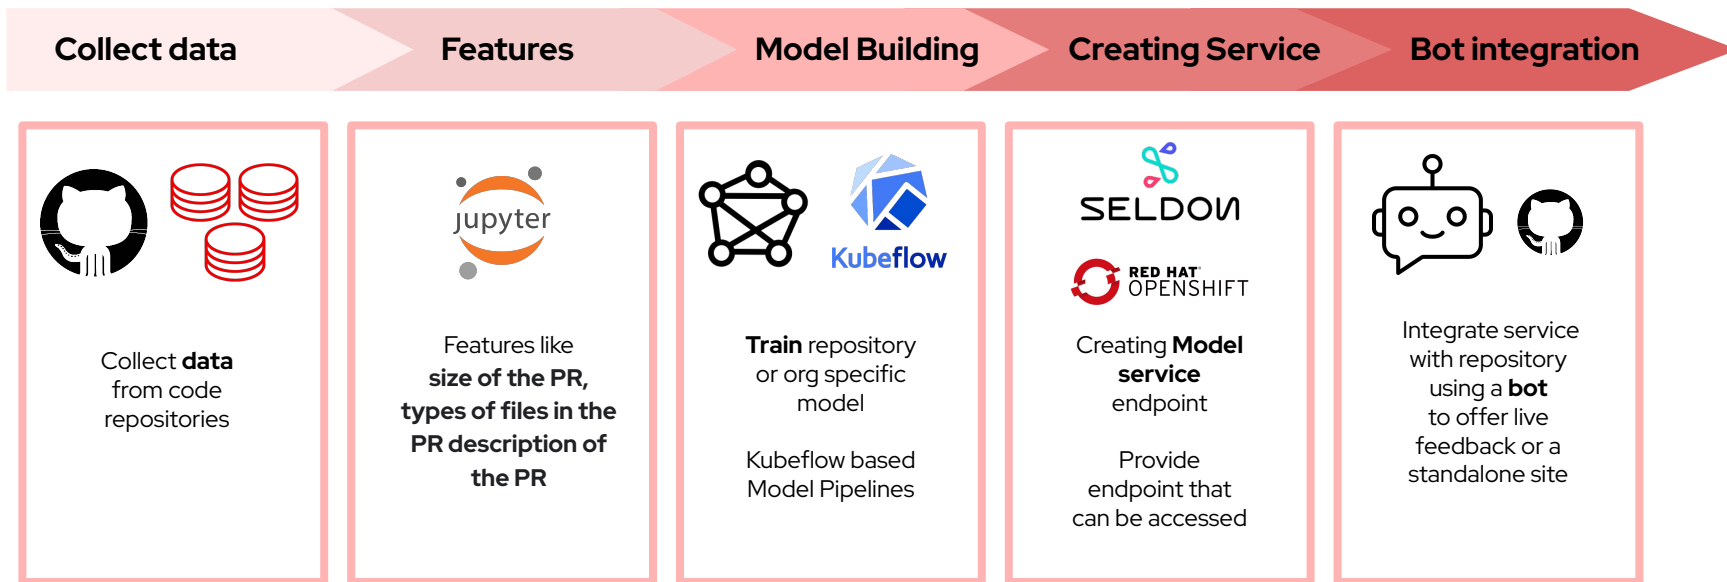 Collect data
Features
Model Building
Creating Service
Bot integration
Collect data
from code
repositories
jupyter
Features like
size of the PR,
types of files in the
PR description of
the PR
Kubeflow
Train repository
or org specific
model
Kubeflow based
Model Pipelines
SELDON
RED HAT®
OPENSHIFT
Creating Model
service
endpoint
Provide
endpoint that
can be accessed
Integrate service
with repository
using a bot
to offer live
feedback or a
standalone site